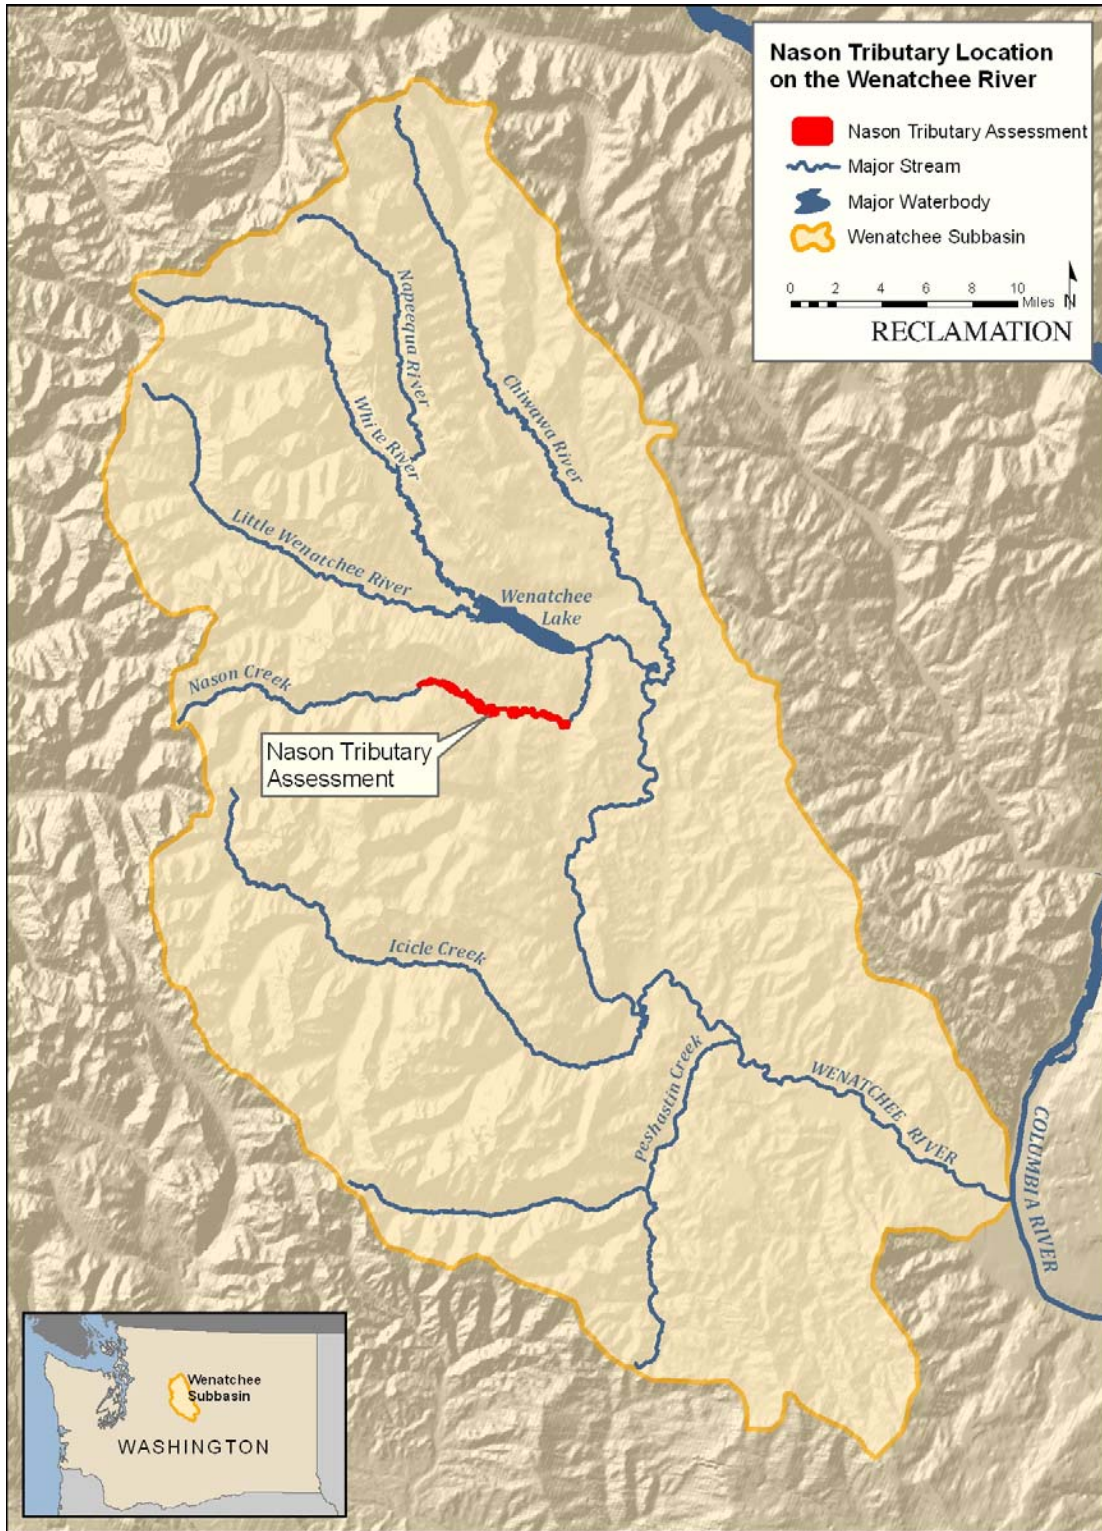 Nason Tributary Location
on the Wenatchee River
Nason Tributary Assessment
Major Stream
Major Waterbody
Wenatchee Subbasin
0 2 4 6 8 10
Miles
N
RECLAMATION
Napeequa River
Chiwawa River
White River
Little Wenatchee River
Wenatchee
Lake
Nason Creek
Nason Tributary
Assessment
Icicle Creek
Peshastin Creek
WENATCHEE RIVER
COLUMBIA RIVER
Wenatchee
Subbasin
WASHINGTON